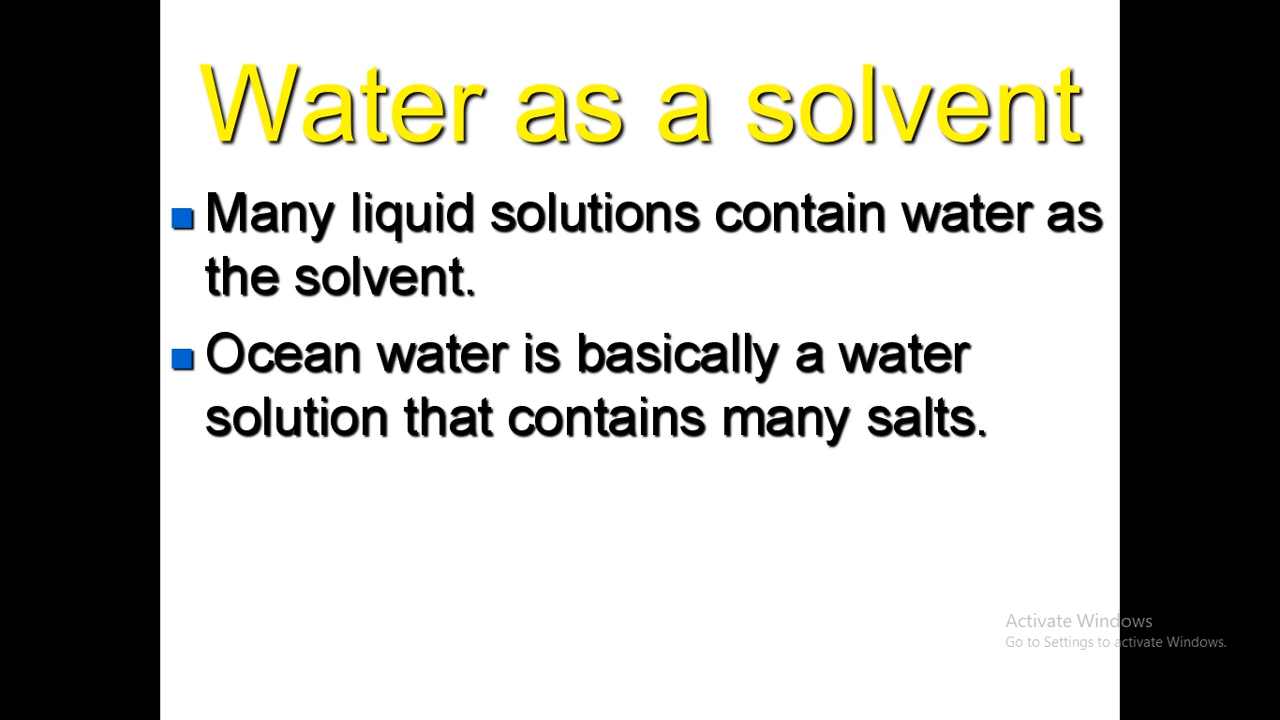 Water as a solvent
Many liquid solutions contain water as
the solvent.
Ocean water is basically a water
solution that contains many salts.
Activate Windows
Go to Settings to activate Windows.